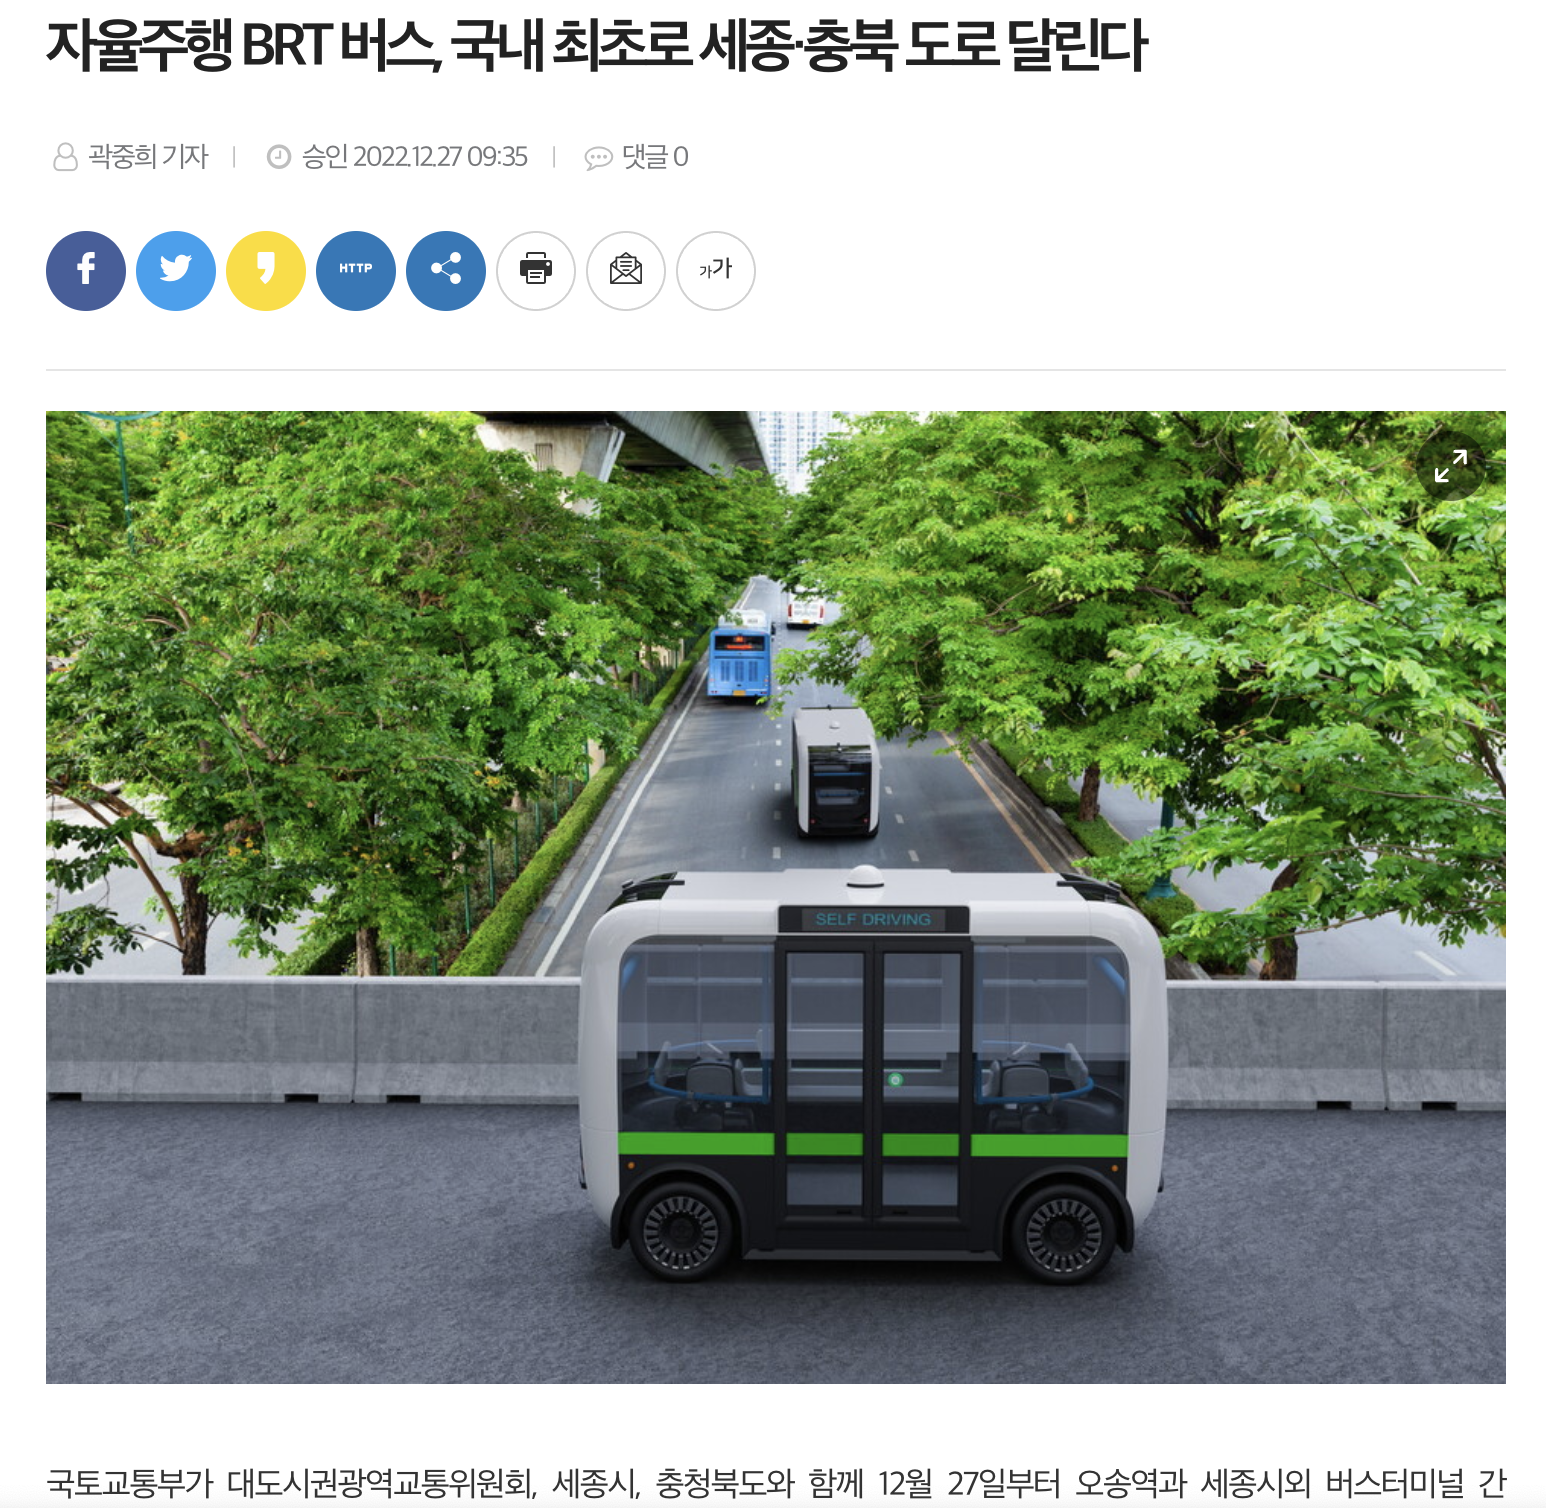 자율주행 BRT 버스, 국내 최초로 세종·충북 도로 달린다
곽중희 기자
승인 2022.12.27 09:35
댓글 0
HTTP
가가
SELF DRIVING
국토교통부가 대도시권광역교통위원회, 세종시, 충청북도와 함께 12월 27일부터 오송역과 세종시외 버스터미널 간